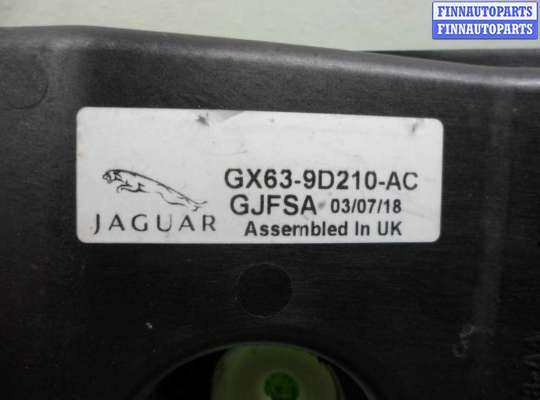 FINNAUTOPARTS
FINNAUTOPARTS
GX63-9D210-AC
GJFSA 03/07/18
JAGUAR
Assembled In UK